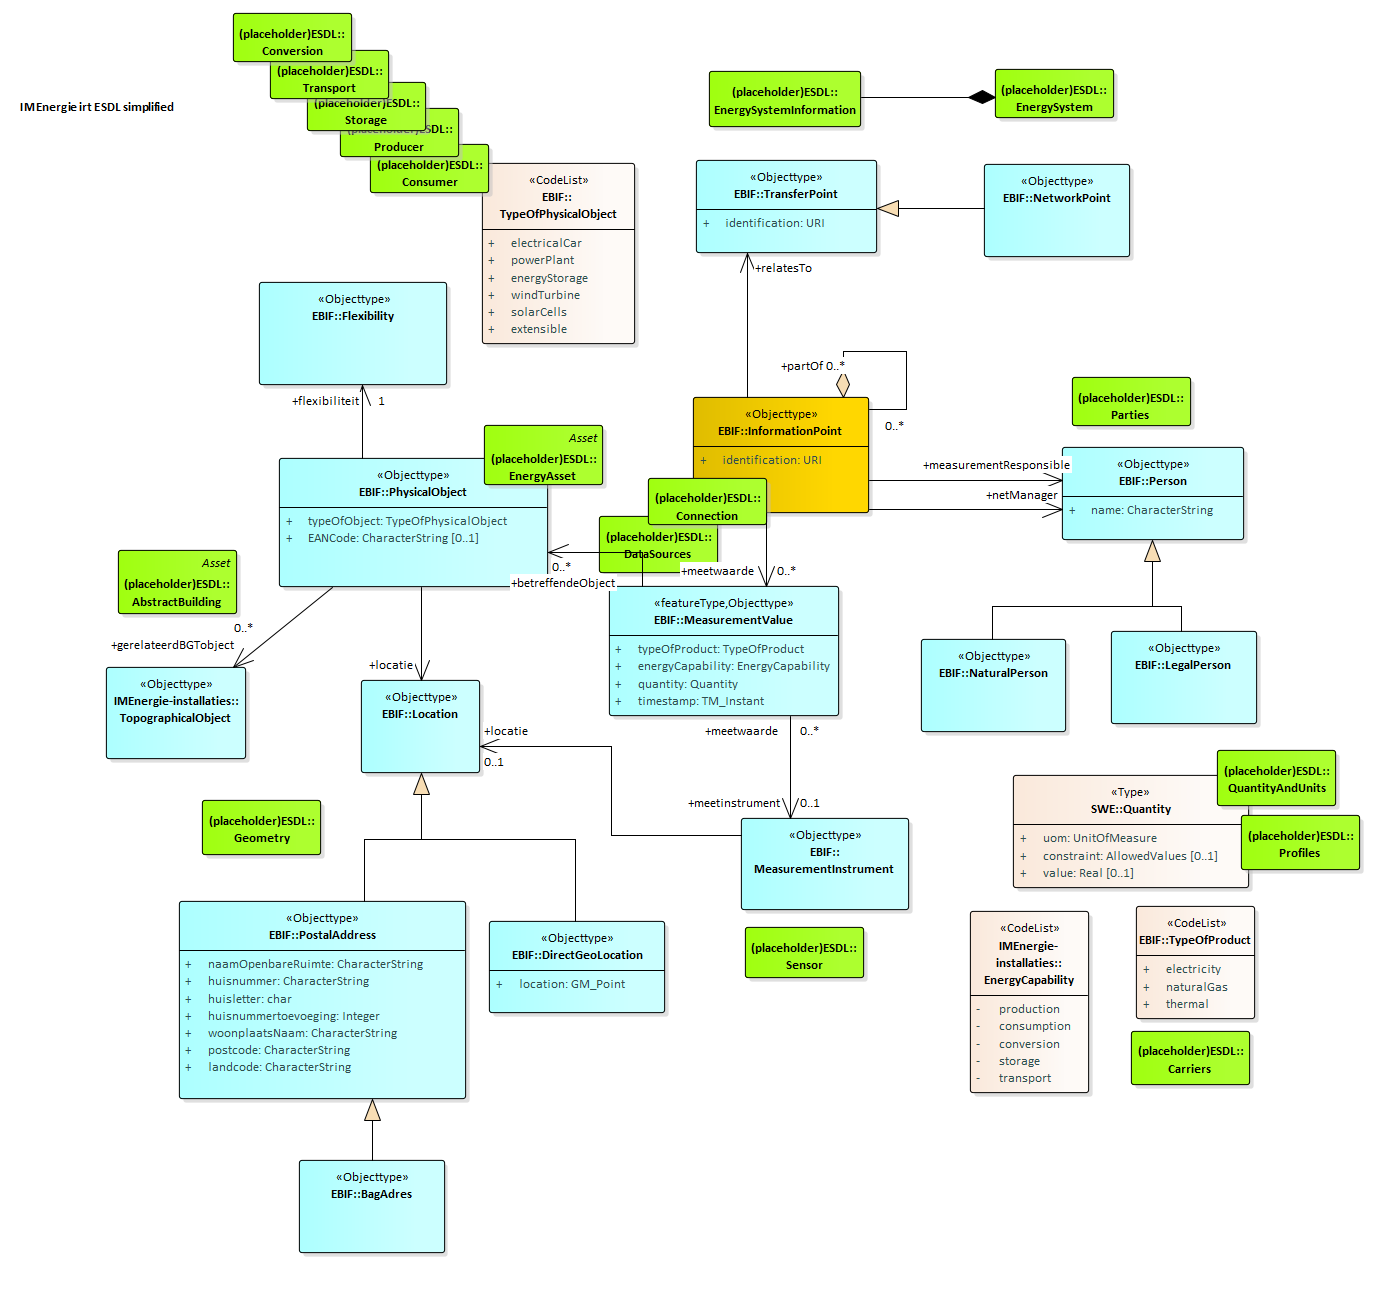 IMEnergie irt ESDL simplified
(placeholder)ESDL::
Conversion
(placeholder)ESDL::
Transport
(placeholder)ESDL::
Storage
(placeholder)ESDL::
Producer
(placeholder)ESDL::
Consumer
«CodeList»
EBIF::
TypeOfPhysicalObject
+ electricalCar
+ powerPlant
+ energyStorage
+ windTurbine
+ solarCells
+ extensible
(placeholder)ESDL::
EnergySystemInformation
(placeholder)ESDL::
EnergySystem
«Objecttype»
EBIF::TransferPoint
+ identification: URI
«Objecttype»
EBIF::NetworkPoint
+relatesTo
«Objecttype»
EBIF::Flexibility
+flexibiliteit 1
+partOf 0..*
0..*
«Objecttype»
EBIF::InformationPoint
+ identification: URI
(placeholder)ESDL::
Parties
+measurementResponsible
+netManager
«Objecttype»
EBIF::Person
+ name: CharacterString
Asset
(placeholder)ESDL::
EnergyAsset
«Objecttype»
EBIF::PhysicalObject
+ typeOfObject: TypeOfPhysicalObject
+ EANCode: CharacterString [0..1]
(placeholder)ESDL::
Connection
(placeholder)ESDL::
DataSources
0..*
+betreffendeObject
+meetwaarde 0..*
Asset
(placeholder)ESDL::
AbstractBuilding
0..*
+gerelateerdBGTobject
«Objecttype»
IMEnergie-installaties::
TopographicalObject
+locatie
«Objecttype»
EBIF::Location
«featureType,Objecttype»
EBIF::MeasurementValue
+ typeOfProduct: TypeOfProduct
+ energyCapability: EnergyCapability
+ quantity: Quantity
+ timestamp: TM_Instant
«Objecttype»
EBIF::NaturalPerson
«Objecttype»
EBIF::LegalPerson
+locatie
0..1
+meetwaarde 0..*
+meetinstrument 0..1
«Objecttype»
EBIF::
MeasurementInstrument
(placeholder)ESDL::
Sensor
(placeholder)ESDL::
Geometry
«Type»
SWE::Quantity
+ uom: UnitOfMeasure
+ constraint: AllowedValues [0..1]
+ value: Real [0..1]
(placeholder)ESDL::
QuantityAndUnits
(placeholder)ESDL::
Profiles
«Objecttype»
EBIF::PostalAddress
+ naamOpenbareRuimte: CharacterString
+ huisnummer: CharacterString
+ huisletter: char
+ huisnummertoevoeging: Integer
+ woonplaatsNaam: CharacterString
+ postcode: CharacterString
+ landcode: CharacterString
«Objecttype»
EBIF::DirectGeoLocation
+ location: GM_Point
«CodeList»
IMEnergie-
installaties::
EnergyCapability
- production
- consumption
- conversion
- storage
- transport
«CodeList»
EBIF::TypeOfProduct
+ electricity
+ naturalGas
+ thermal
(placeholder)ESDL::
Carriers
«Objecttype»
EBIF::BagAdres